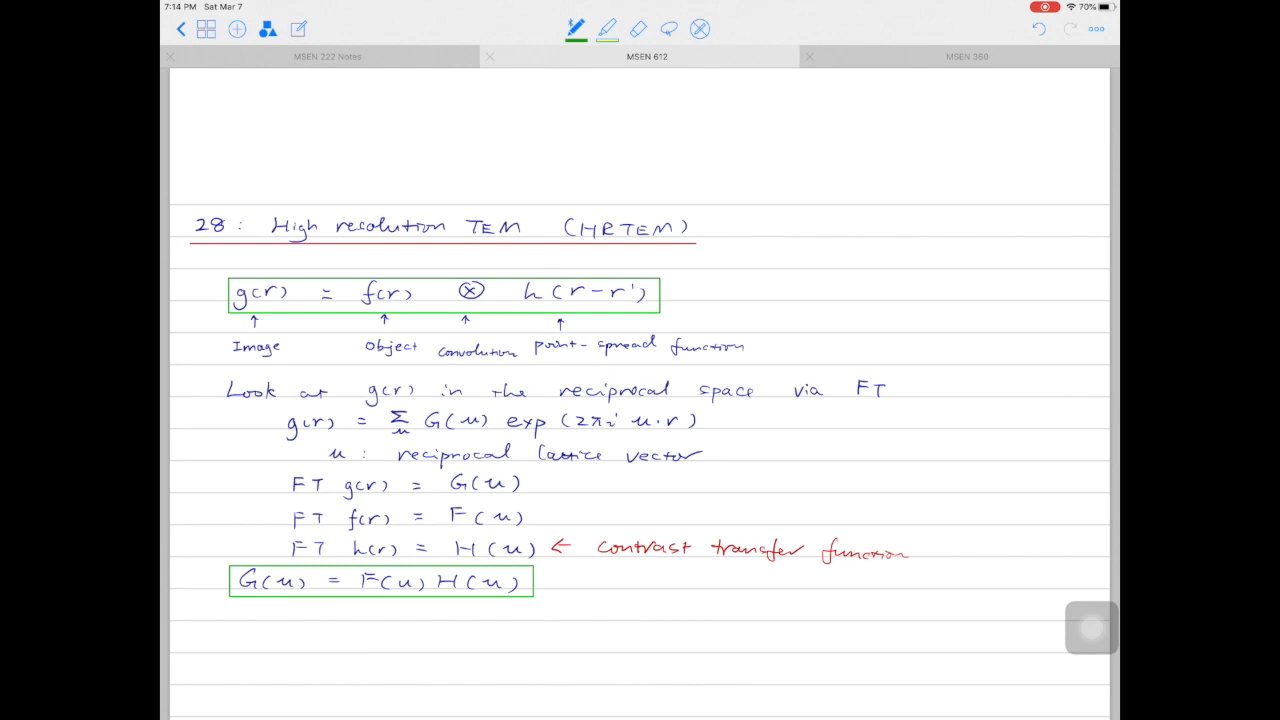 7:14 PM Sat Mar 7
70%
MSEN 222 Notes
MSEN 612
MSEN 360
28 : High resolution TEM (HRTEM)
g(r) = f(r) ⊗ h(r-r')
↑ ↑ ↑ ↑
Image Object convolution point-spread function
Look at g(r) in the reciprocal space via FT
g(r) = Σ_u G(u) exp(2πi u·r)
u : reciprocal lattice vector
FT g(r) = G(u)
FT f(r) = F(u)
FT h(r) = H(u) ← contrast transfer function
G(u) = F(u) H(u)